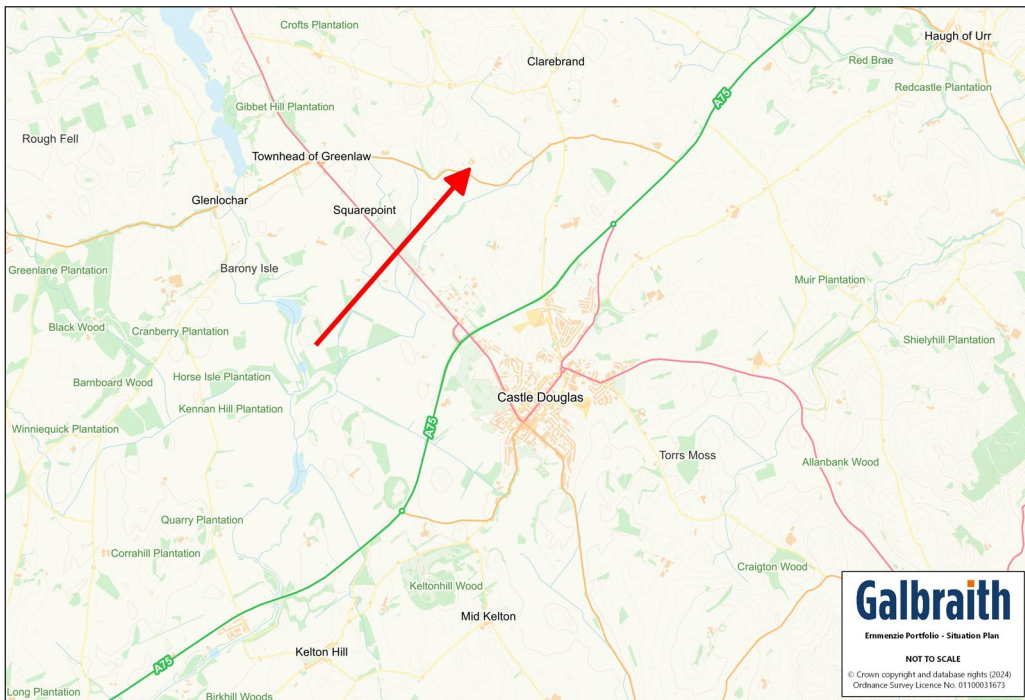 Crofts Plantation
Haugh of Urr
Clarebrand
Red Brae
Redcastle Plantation
A75
Gibbet Hill Plantation
Rough Fell
Townhead of Greenlaw
Glenlochar
Squarepoint
Greenlane Plantation
Barony Isle
Muir Plantation
Black Wood
Cranberry Plantation
Shielyhill Plantation
Barnboard Wood
Horse Isle Plantation
Castle Douglas
Kennan Hill Plantation
Winniequick Plantation
A75
Torrs Moss
Allanbank Wood
Quarry Plantation
Corrahill Plantation
Craigton Wood
Keltonhill Wood
Mid Kelton
Kelton Hill
A75
Long Plantation
Birkhill Woods
Galbraith
Ernmenzie Portfolio - Situation Plan
NOT TO SCALE
© Crown copyright and database rights (2024)
Ordnance Survey Licence No. 01100031673